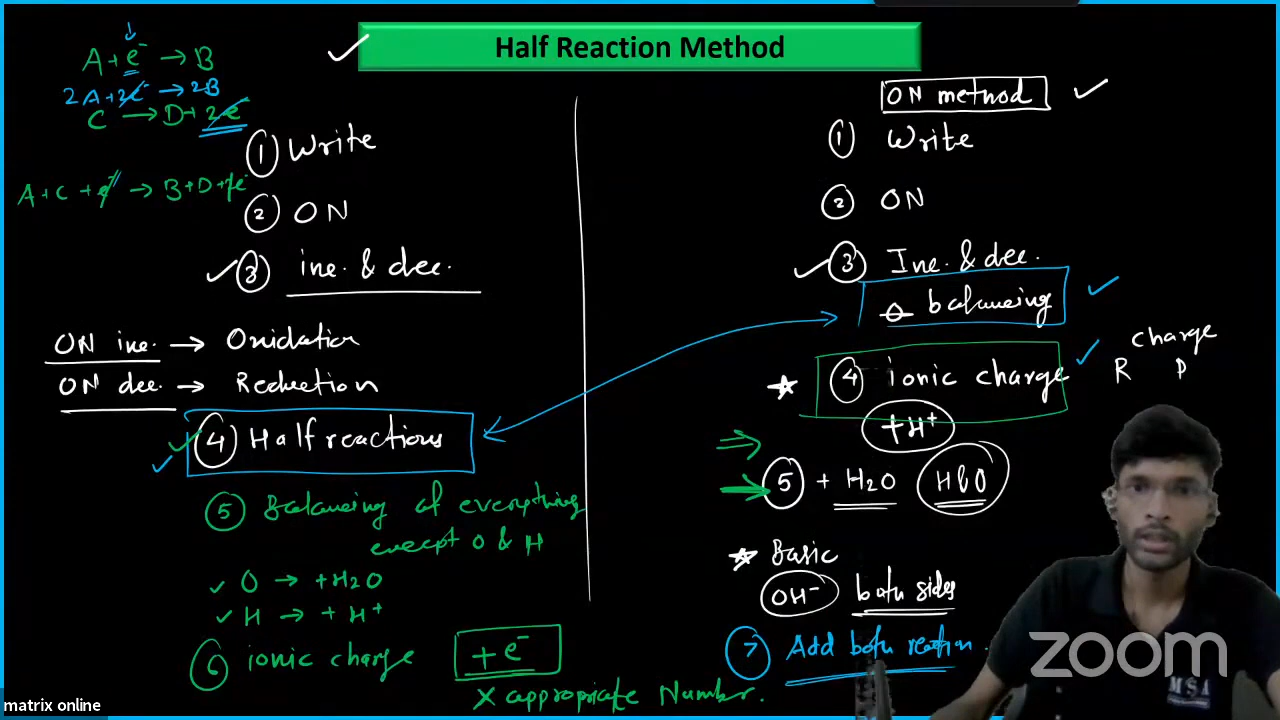 Half Reaction Method
A + e⁻ → B
2A + 2e⁻ → 2B
C → D + 2e⁻
A + C + e⁻ → B + D + 2e⁻
① Write
② ON
③ inc. & dec.
ON inc. → Oxidation
ON dec. → Reduction
④ Half reactions
⑤ Balancing of everything
except O & H
O → + H2O
H → + H⁺
⑥ ionic charge + e⁻
× appropriate Number.
ON method
① Write
② ON
③ Inc. & dec.
balancing
④ ionic charge
charge
R P
+ H⁺
⑤ + H2O H&O
Basic
OH⁻ both sides
⑦ Add both reaction.
zoom
MSA
matrix online